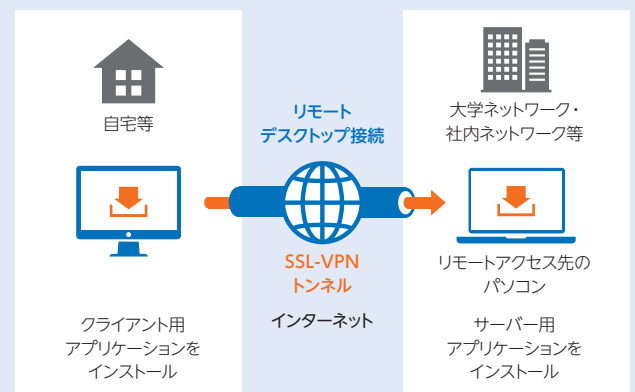 自宅等
クライアント用
アプリケーションを
インストール
リモート
デスクトップ接続
SSL-VPN
トンネル
インターネット
大学ネットワーク・
社内ネットワーク等
リモートアクセス先の
パソコン
サーバー用
アプリケーションを
インストール